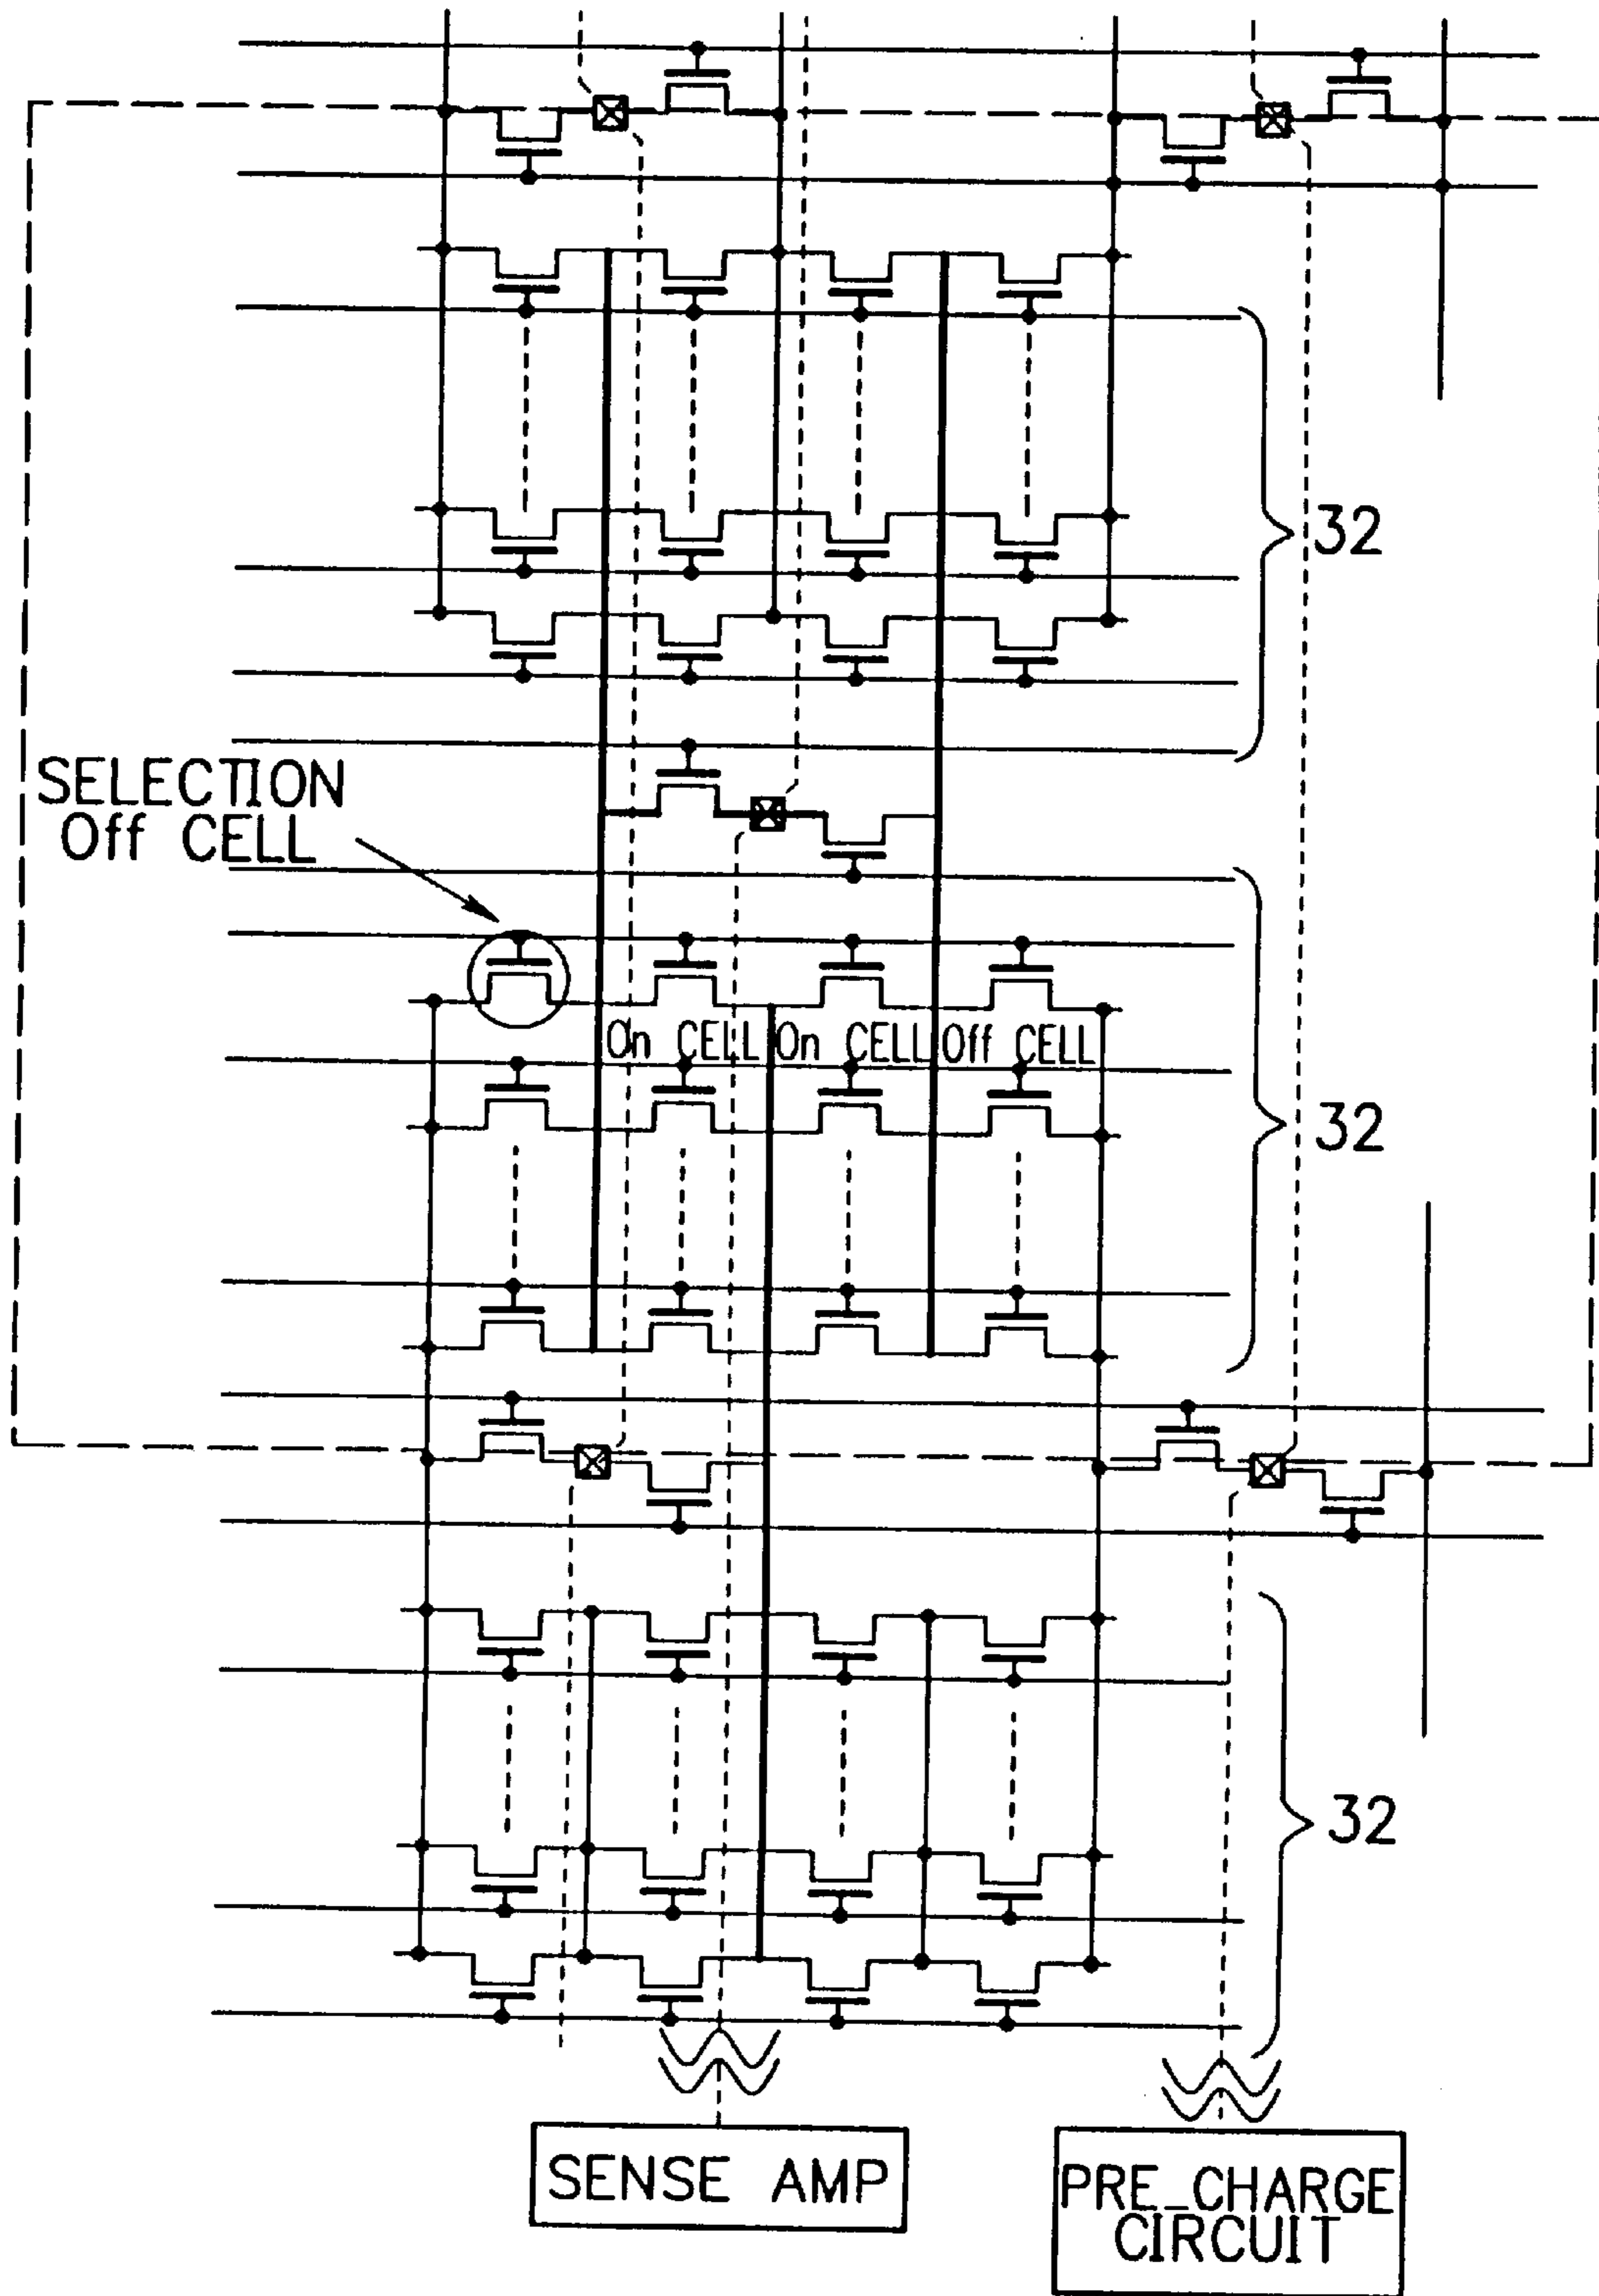 32
SELECTION
Off CELL
On CELL On CELL Off CELL
32
32
SENSE AMP
PRE_CHARGE
CIRCUIT